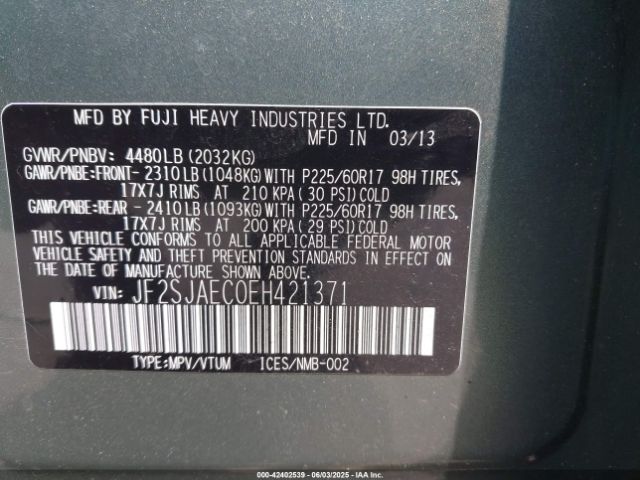 MFD BY FUJI HEAVY INDUSTRIES LTD.
MFD IN 03/13
GVWR/PNBV: 4480LB(2032KG)
GAWR/PNBE:FRONT-2310LB(1048KG)WITH P225/60R17 98H TIRES,
17X7J RIMS AT 210 KPA(30 PSI)COLD
GAWR/PNBE:REAR -2410LB(1093KG)WITH P225/60R17 98H TIRES,
17X7J RIMS AT 200 KPA(29 PSI)COLD
THIS VEHICLE CONFORMS TO ALL APPLICABLE FEDERAL MOTOR
VEHICLE SAFETY AND THEFT PREVENTION STANDARDS IN EFFECT
ON THE DATE OF MANUFACTURE SHOWN ABOVE.
VIN: JF2SJAEC0EH421371
TYPE:MPV/VTUM ICES/NMB-002
00-42402539 - 06/03/2025 - © IAA Holdings, LLC